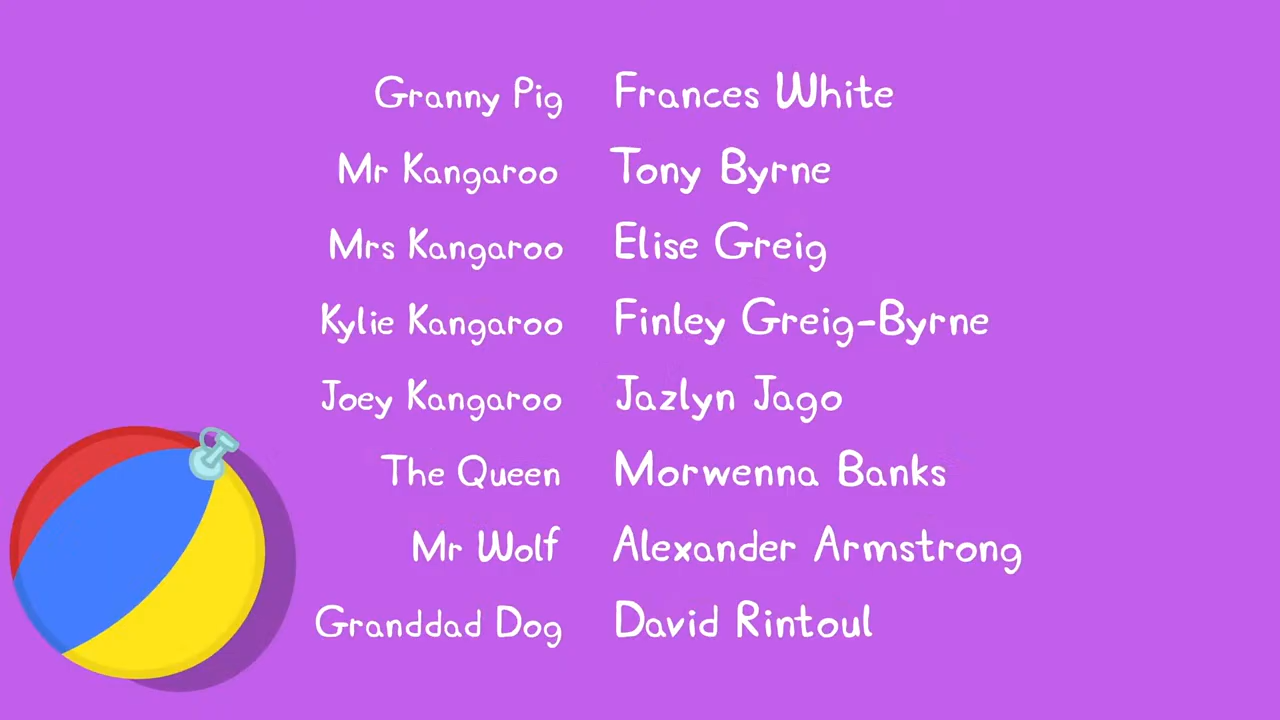 Granny Pig Frances White
Mr Kangaroo Tony Byrne
Mrs Kangaroo Elise Greig
Kylie Kangaroo Finley Greig-Byrne
Joey Kangaroo Jazlyn Jago
The Queen Morwenna Banks
Mr Wolf Alexander Armstrong
Granddad Dog David Rintoul